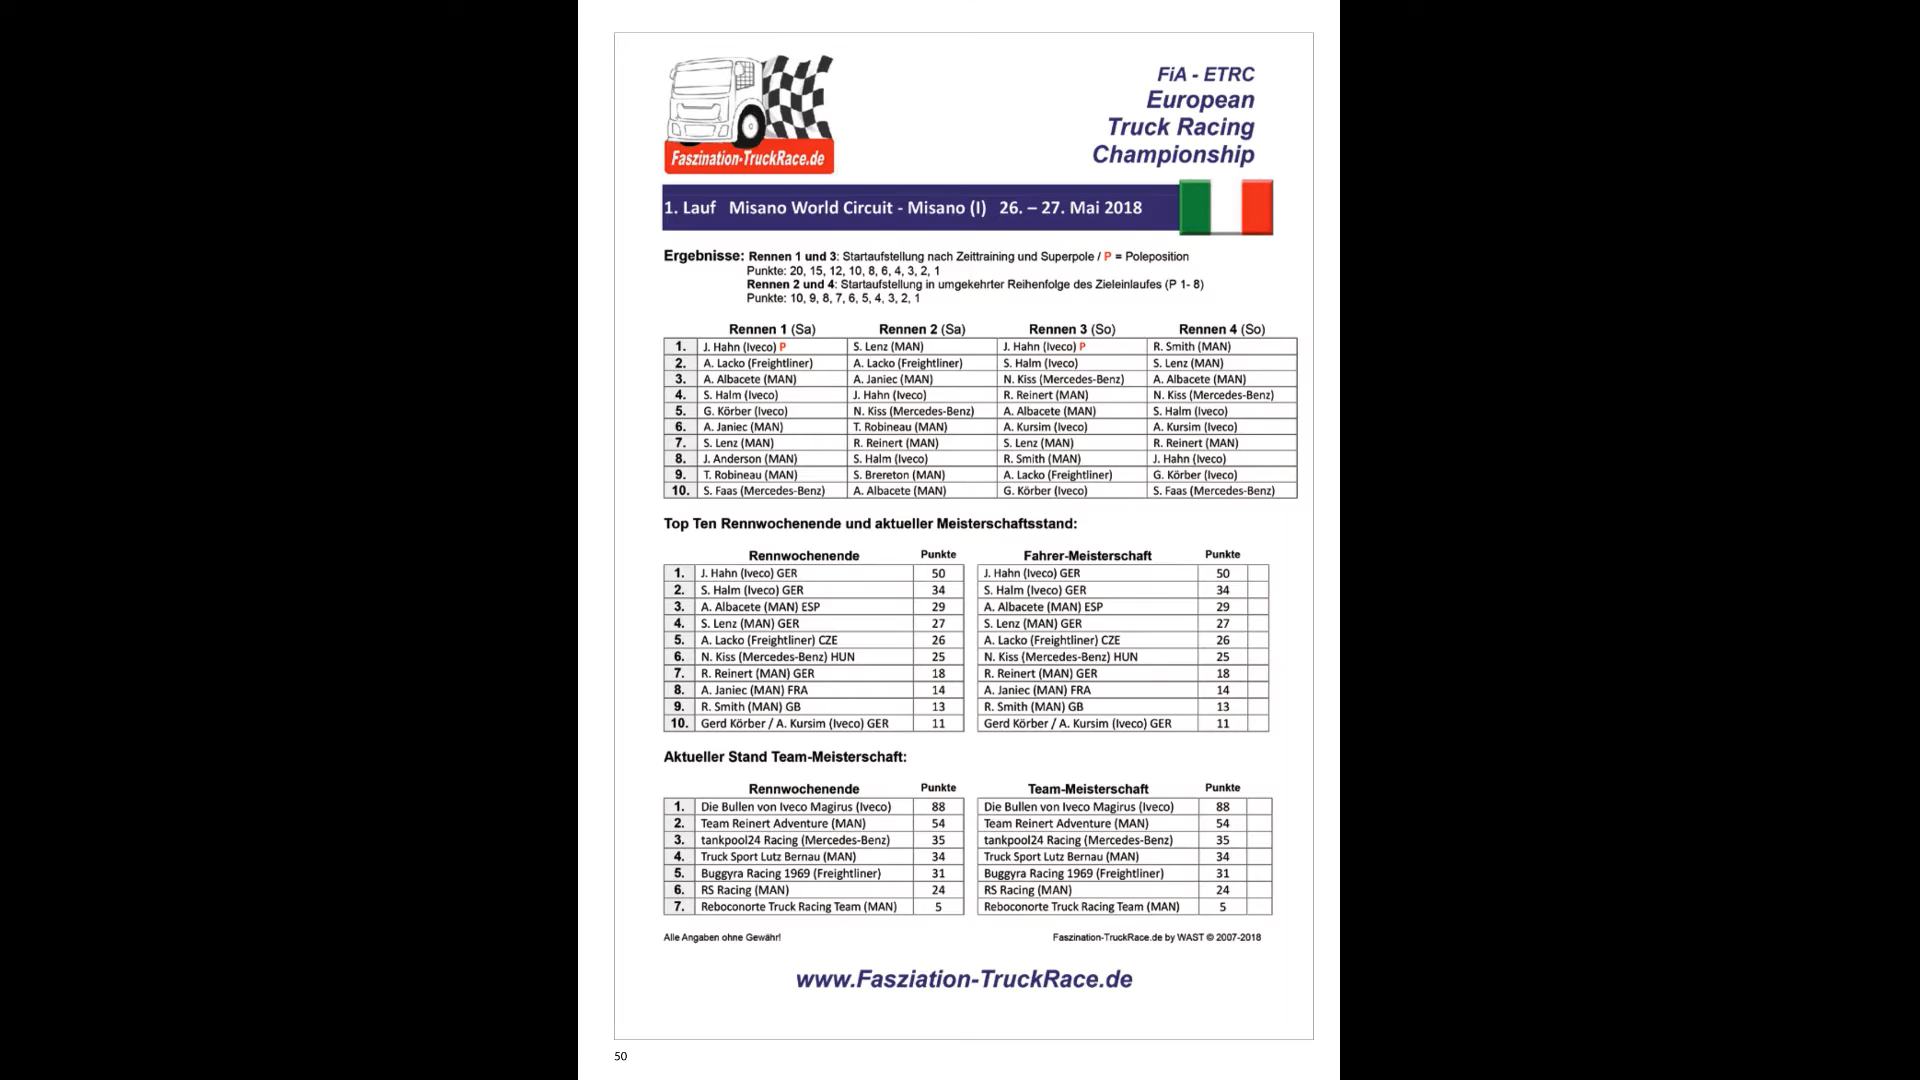 FiA - ETRC
European
Truck Racing
Championship
Faszination-TruckRace.de
1. Lauf Misano World Circuit - Misano (I) 26. – 27. Mai 2018
Ergebnisse: Rennen 1 und 3: Startaufstellung nach Zeittraining und Superpole / P = Poleposition
Punkte: 20, 15, 12, 10, 8, 6, 4, 3, 2, 1
Rennen 2 und 4: Startaufstellung in umgekehrter Reihenfolge des Zieleinlaufes (P 1- 8)
Punkte: 10, 9, 8, 7, 6, 5, 4, 3, 2, 1
Rennen 1 (Sa) Rennen 2 (Sa) Rennen 3 (So) Rennen 4 (So)
1. J. Hahn (Iveco) P S. Lenz (MAN) J. Hahn (Iveco) P R. Smith (MAN)
2. A. Lacko (Freightliner) A. Lacko (Freightliner) S. Halm (Iveco) S. Lenz (MAN)
3. A. Albacete (MAN) A. Janiec (MAN) N. Kiss (Mercedes-Benz) A. Albacete (MAN)
4. S. Halm (Iveco) J. Hahn (Iveco) R. Reinert (MAN) N. Kiss (Mercedes-Benz)
5. G. Körber (Iveco) N. Kiss (Mercedes-Benz) A. Albacete (MAN) S. Halm (Iveco)
6. A. Janiec (MAN) T. Robineau (MAN) A. Kursim (Iveco) A. Kursim (Iveco)
7. S. Lenz (MAN) R. Reinert (MAN) S. Lenz (MAN) R. Reinert (MAN)
8. J. Anderson (MAN) S. Halm (Iveco) R. Smith (MAN) J. Hahn (Iveco)
9. T. Robineau (MAN) S. Brereton (MAN) A. Lacko (Freightliner) G. Körber (Iveco)
10. S. Faas (Mercedes-Benz) A. Albacete (MAN) G. Körber (Iveco) S. Faas (Mercedes-Benz)
Top Ten Rennwochenende und aktueller Meisterschaftsstand:
Rennwochenende Punkte Fahrer-Meisterschaft Punkte
1. J. Hahn (Iveco) GER 50 J. Hahn (Iveco) GER 50
2. S. Halm (Iveco) GER 34 S. Halm (Iveco) GER 34
3. A. Albacete (MAN) ESP 29 A. Albacete (MAN) ESP 29
4. S. Lenz (MAN) GER 27 S. Lenz (MAN) GER 27
5. A. Lacko (Freightliner) CZE 26 A. Lacko (Freightliner) CZE 26
6. N. Kiss (Mercedes-Benz) HUN 25 N. Kiss (Mercedes-Benz) HUN 25
7. R. Reinert (MAN) GER 18 R. Reinert (MAN) GER 18
8. A. Janiec (MAN) FRA 14 A. Janiec (MAN) FRA 14
9. R. Smith (MAN) GB 13 R. Smith (MAN) GB 13
10. Gerd Körber / A. Kursim (Iveco) GER 11 Gerd Körber / A. Kursim (Iveco) GER 11
Aktueller Stand Team-Meisterschaft:
Rennwochenende Punkte Team-Meisterschaft Punkte
1. Die Bullen von Iveco Magirus (Iveco) 88 Die Bullen von Iveco Magirus (Iveco) 88
2. Team Reinert Adventure (MAN) 54 Team Reinert Adventure (MAN) 54
3. tankpool24 Racing (Mercedes-Benz) 35 tankpool24 Racing (Mercedes-Benz) 35
4. Truck Sport Lutz Bernau (MAN) 34 Truck Sport Lutz Bernau (MAN) 34
5. Buggyra Racing 1969 (Freightliner) 31 Buggyra Racing 1969 (Freightliner) 31
6. RS Racing (MAN) 24 RS Racing (MAN) 24
7. Reboconorte Truck Racing Team (MAN) 5 Reboconorte Truck Racing Team (MAN) 5
Alle Angaben ohne Gewähr! Faszination-TruckRace.de by WAST © 2007-2018
www.Fasziation-TruckRace.de
50